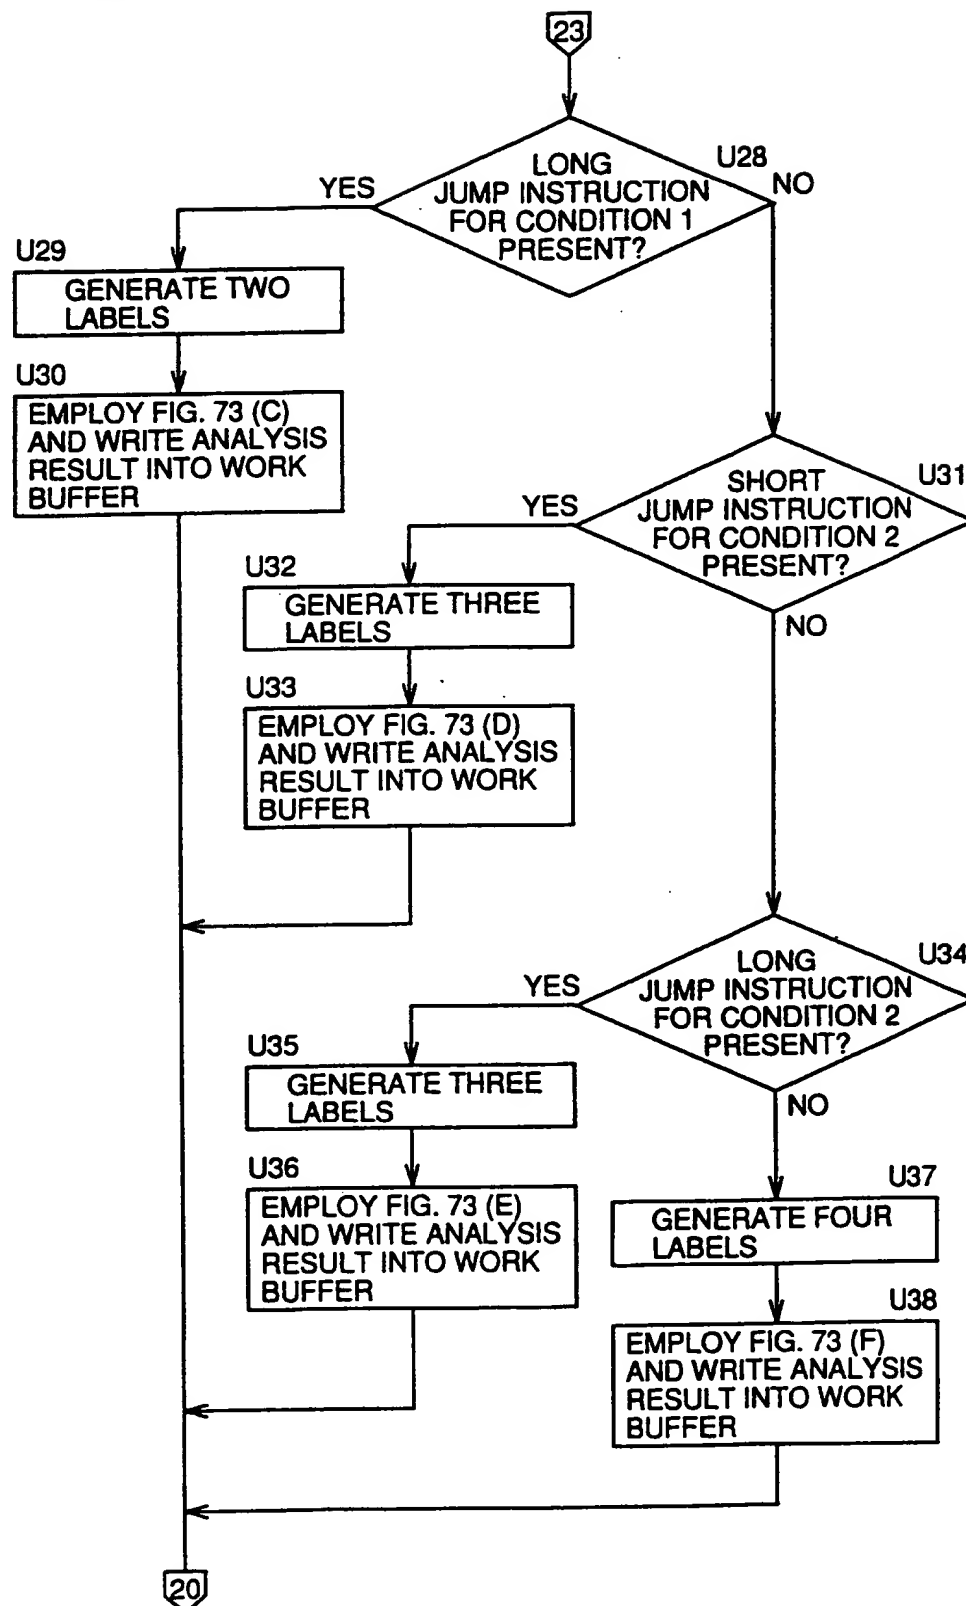 23
U28
LONG
JUMP INSTRUCTION
FOR CONDITION 1
PRESENT?
YES
NO
U29
GENERATE TWO
LABELS
U30
EMPLOY FIG. 73 (C)
AND WRITE ANALYSIS
RESULT INTO WORK
BUFFER
U31
SHORT
JUMP INSTRUCTION
FOR CONDITION 2
PRESENT?
YES
NO
U32
GENERATE THREE
LABELS
U33
EMPLOY FIG. 73 (D)
AND WRITE ANALYSIS
RESULT INTO WORK
BUFFER
U34
LONG
JUMP INSTRUCTION
FOR CONDITION 2
PRESENT?
YES
NO
U35
GENERATE THREE
LABELS
U36
EMPLOY FIG. 73 (E)
AND WRITE ANALYSIS
RESULT INTO WORK
BUFFER
U37
GENERATE FOUR
LABELS
U38
EMPLOY FIG. 73 (F)
AND WRITE ANALYSIS
RESULT INTO WORK
BUFFER
20